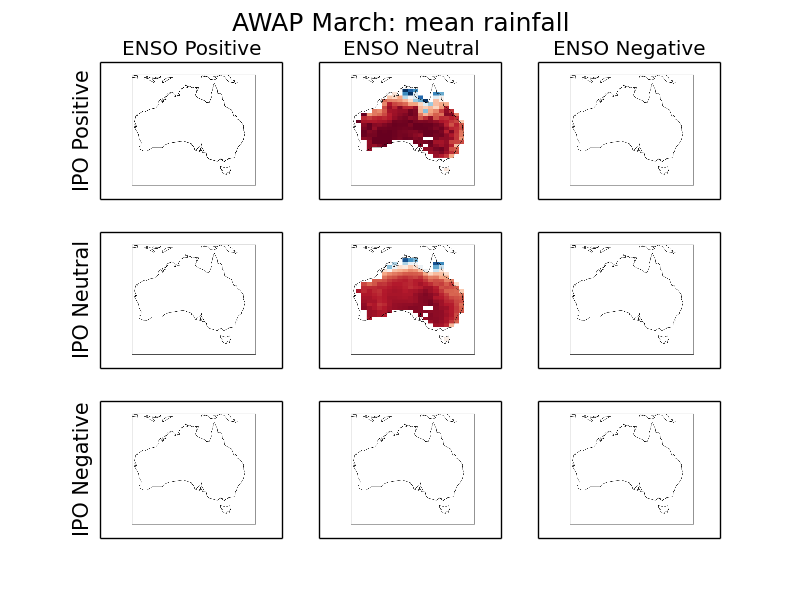 AWAP March: mean rainfall
ENSO Positive
ENSO Neutral
ENSO Negative
IPO Positive
IPO Neutral
IPO Negative